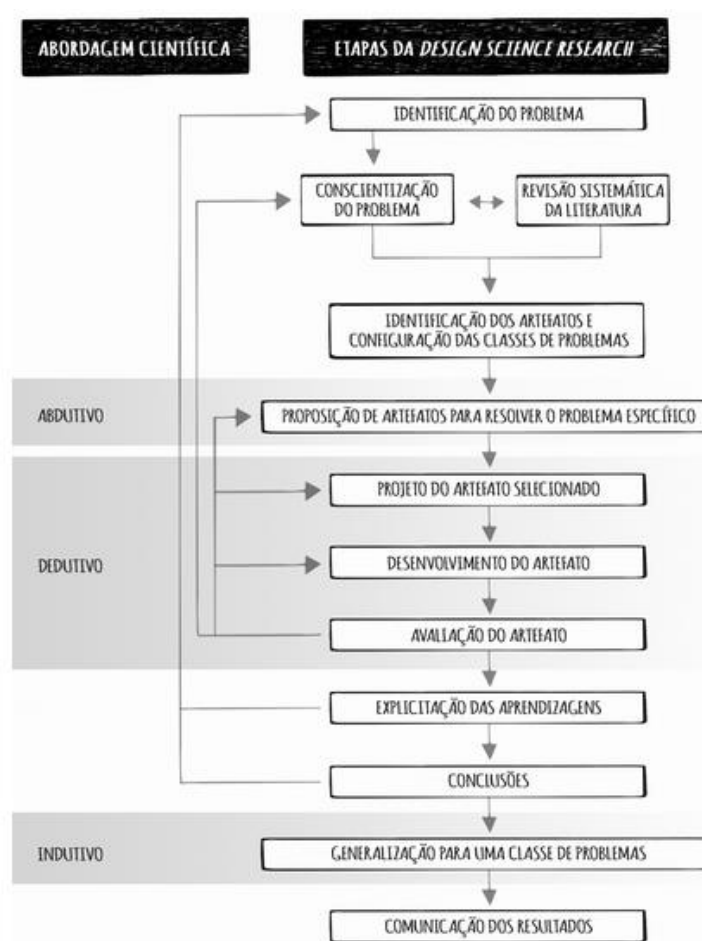 ABORDAGEM CIENTÍFICA
ETAPAS DA DESIGN SCIENCE RESEARCH
IDENTIFICAÇÃO DO PROBLEMA
CONSCIENTIZAÇÃO
DO PROBLEMA
REVISÃO SISTEMÁTICA
DA LITERATURA
IDENTIFICAÇÃO DOS ARTEFATOS E
CONFIGURAÇÃO DAS CLASSES DE PROBLEMAS
ABDUTIVO
PROPOSIÇÃO DE ARTEFATOS PARA RESOLVER O PROBLEMA ESPECÍFICO
PROJETO DO ARTEFATO SELECIONADO
DEDUTIVO
DESENVOLVIMENTO DO ARTEFATO
AVALIAÇÃO DO ARTEFATO
EXPLICITAÇÃO DAS APRENDIZAGENS
CONCLUSÕES
INDUTIVO
GENERALIZAÇÃO PARA UMA CLASSE DE PROBLEMAS
COMUNICAÇÃO DOS RESULTADOS